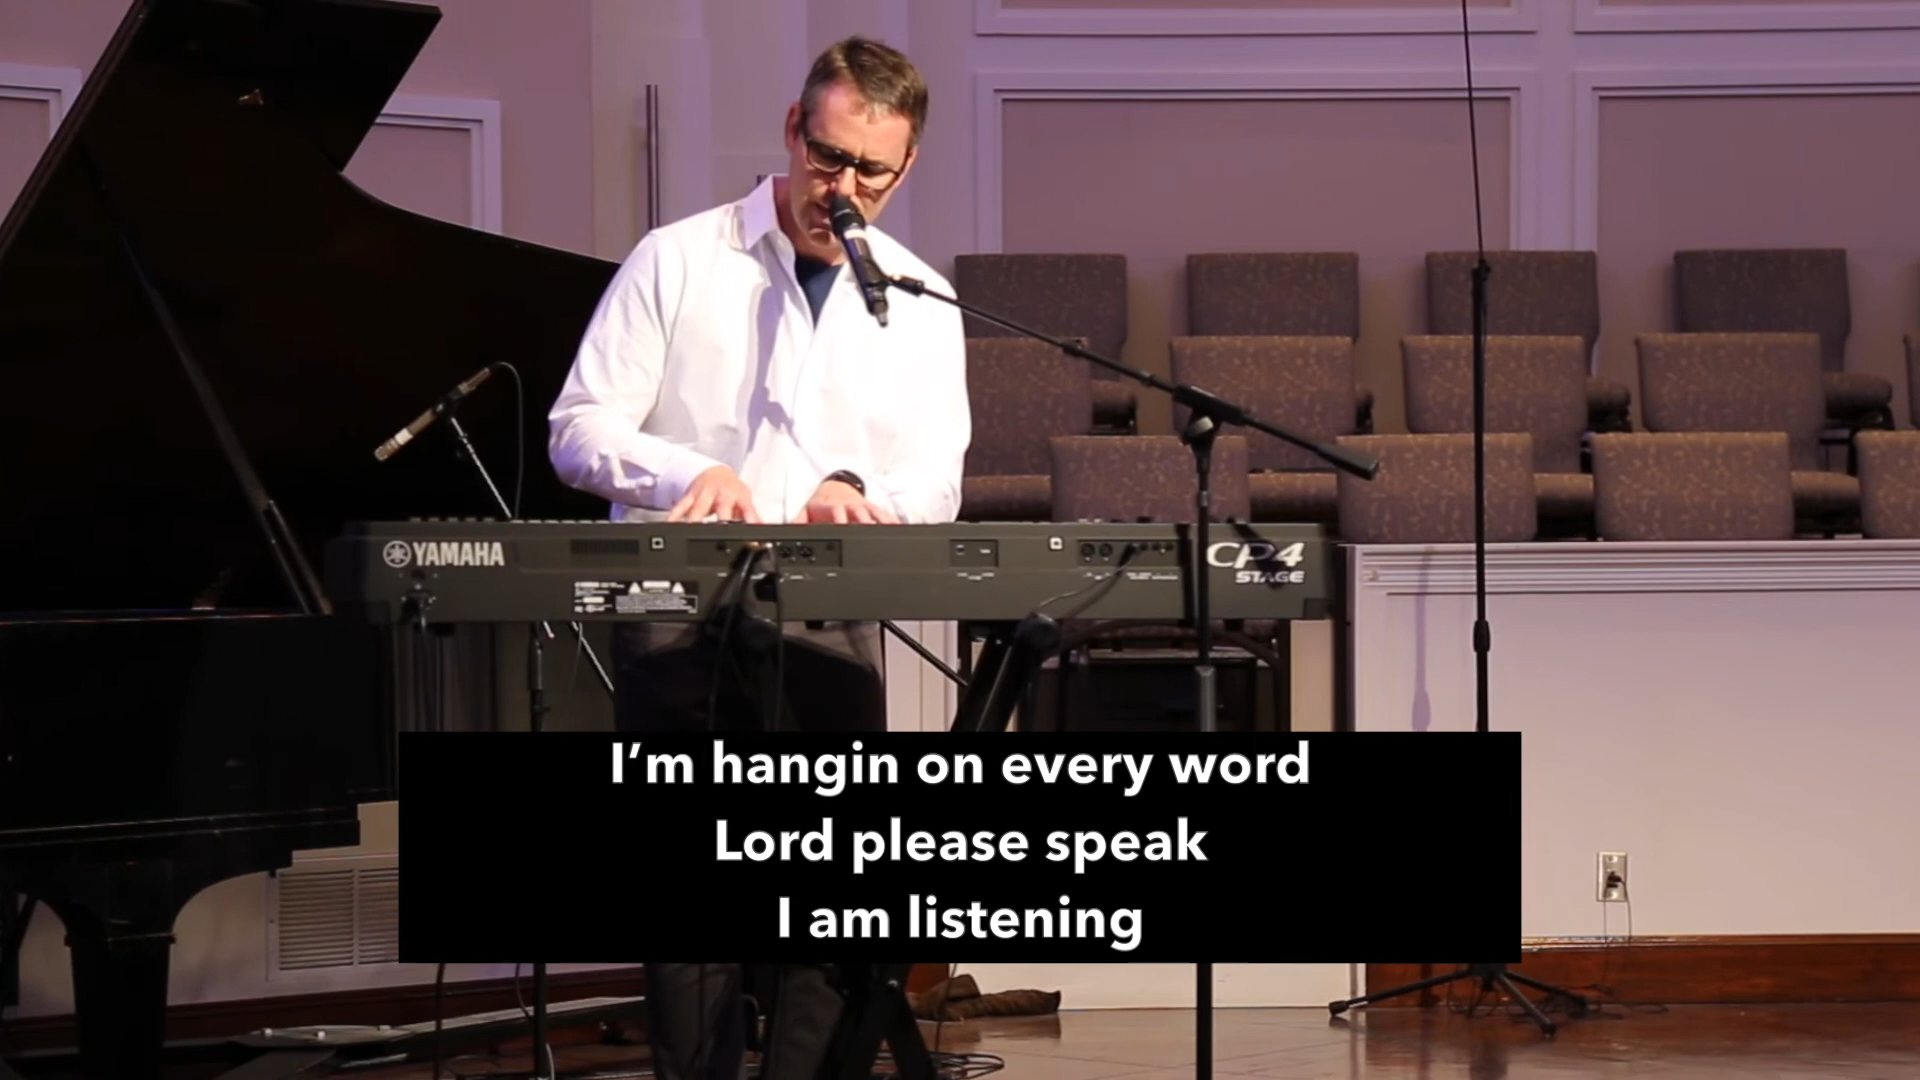 YAMAHA
CP4
STAGE
I'm hangin on every word
Lord please speak
I am listening